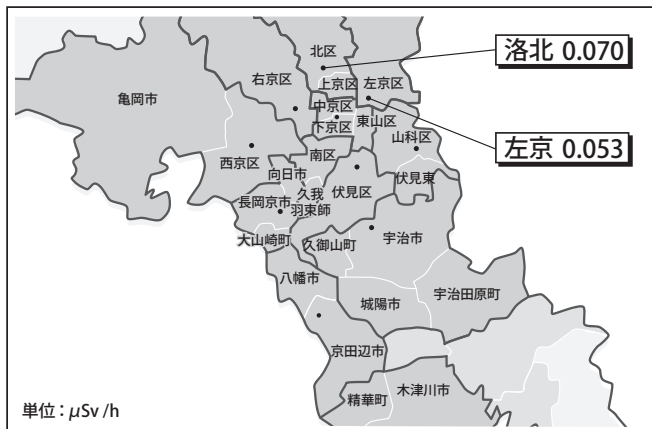 洛北 0.070
左京 0.053
北区
上京区
左京区
右京区
中京区
下京区
東山区
山科区
亀岡市
西京区
南区
向日市
伏見区
伏見東
長岡京市
久我
羽束師
大山崎町
久御山町
宇治市
八幡市
城陽市
宇治田原町
京田辺市
精華町
木津川市
単位：μSv /h